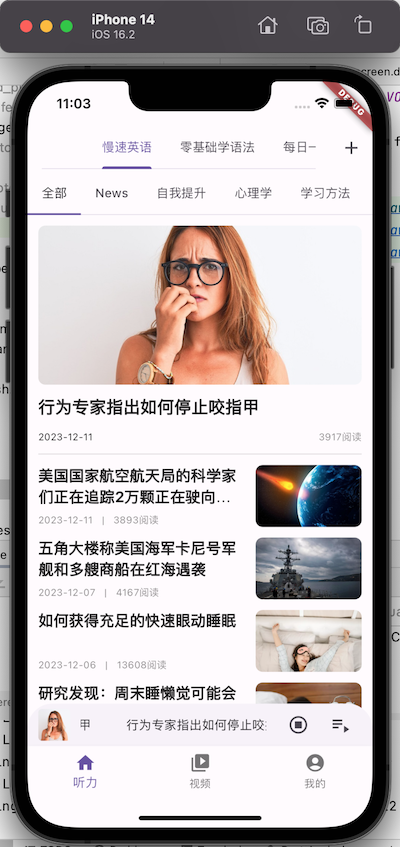 iPhone 14
iOS 16.2
screen.d
11:03
DEBUG
慢速英语 零基础学语法 每日一
全部 News 自我提升 心理学 学习方法
行为专家指出如何停止咬指甲
2023-12-11 3917阅读
美国国家航空航天局的科学家
们正在追踪2万颗正在驶向...
2023-12-11 | 3893阅读
五角大楼称美国海军卡尼号军
舰和多艘商船在红海遇袭
2023-12-07 | 4167阅读
如何获得充足的快速眼动睡眠
2023-12-06 | 13608阅读
研究发现：周末睡懒觉可能会
甲 行为专家指出如何停止咬
听力 视频 我的